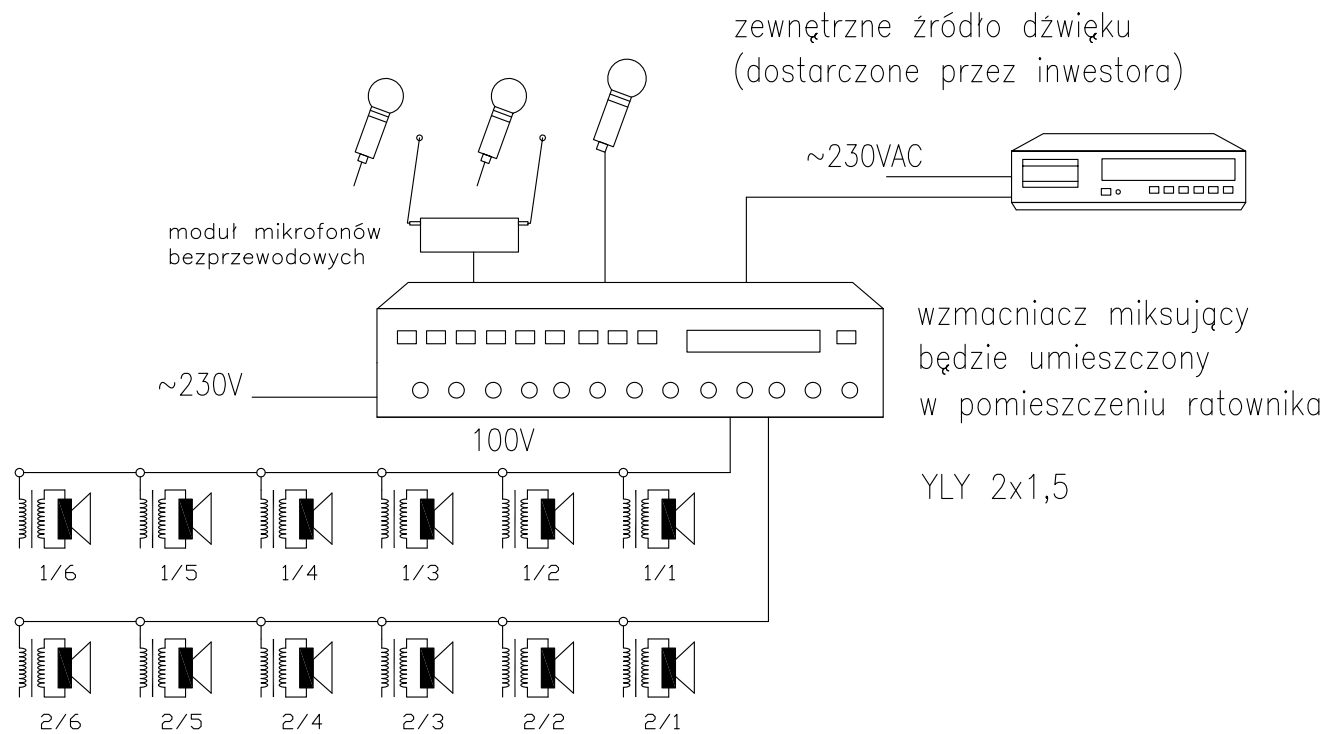 zewnętrzne źródło dźwięku
(dostarczone przez inwestora)
~230VAC
moduł mikrofonów
bezprzewodowych
wzmacniacz miksujący
będzie umieszczony
w pomieszczeniu ratownika
~230V
100V
YLY 2x1,5
1/6 1/5 1/4 1/3 1/2 1/1
2/6 2/5 2/4 2/3 2/2 2/1